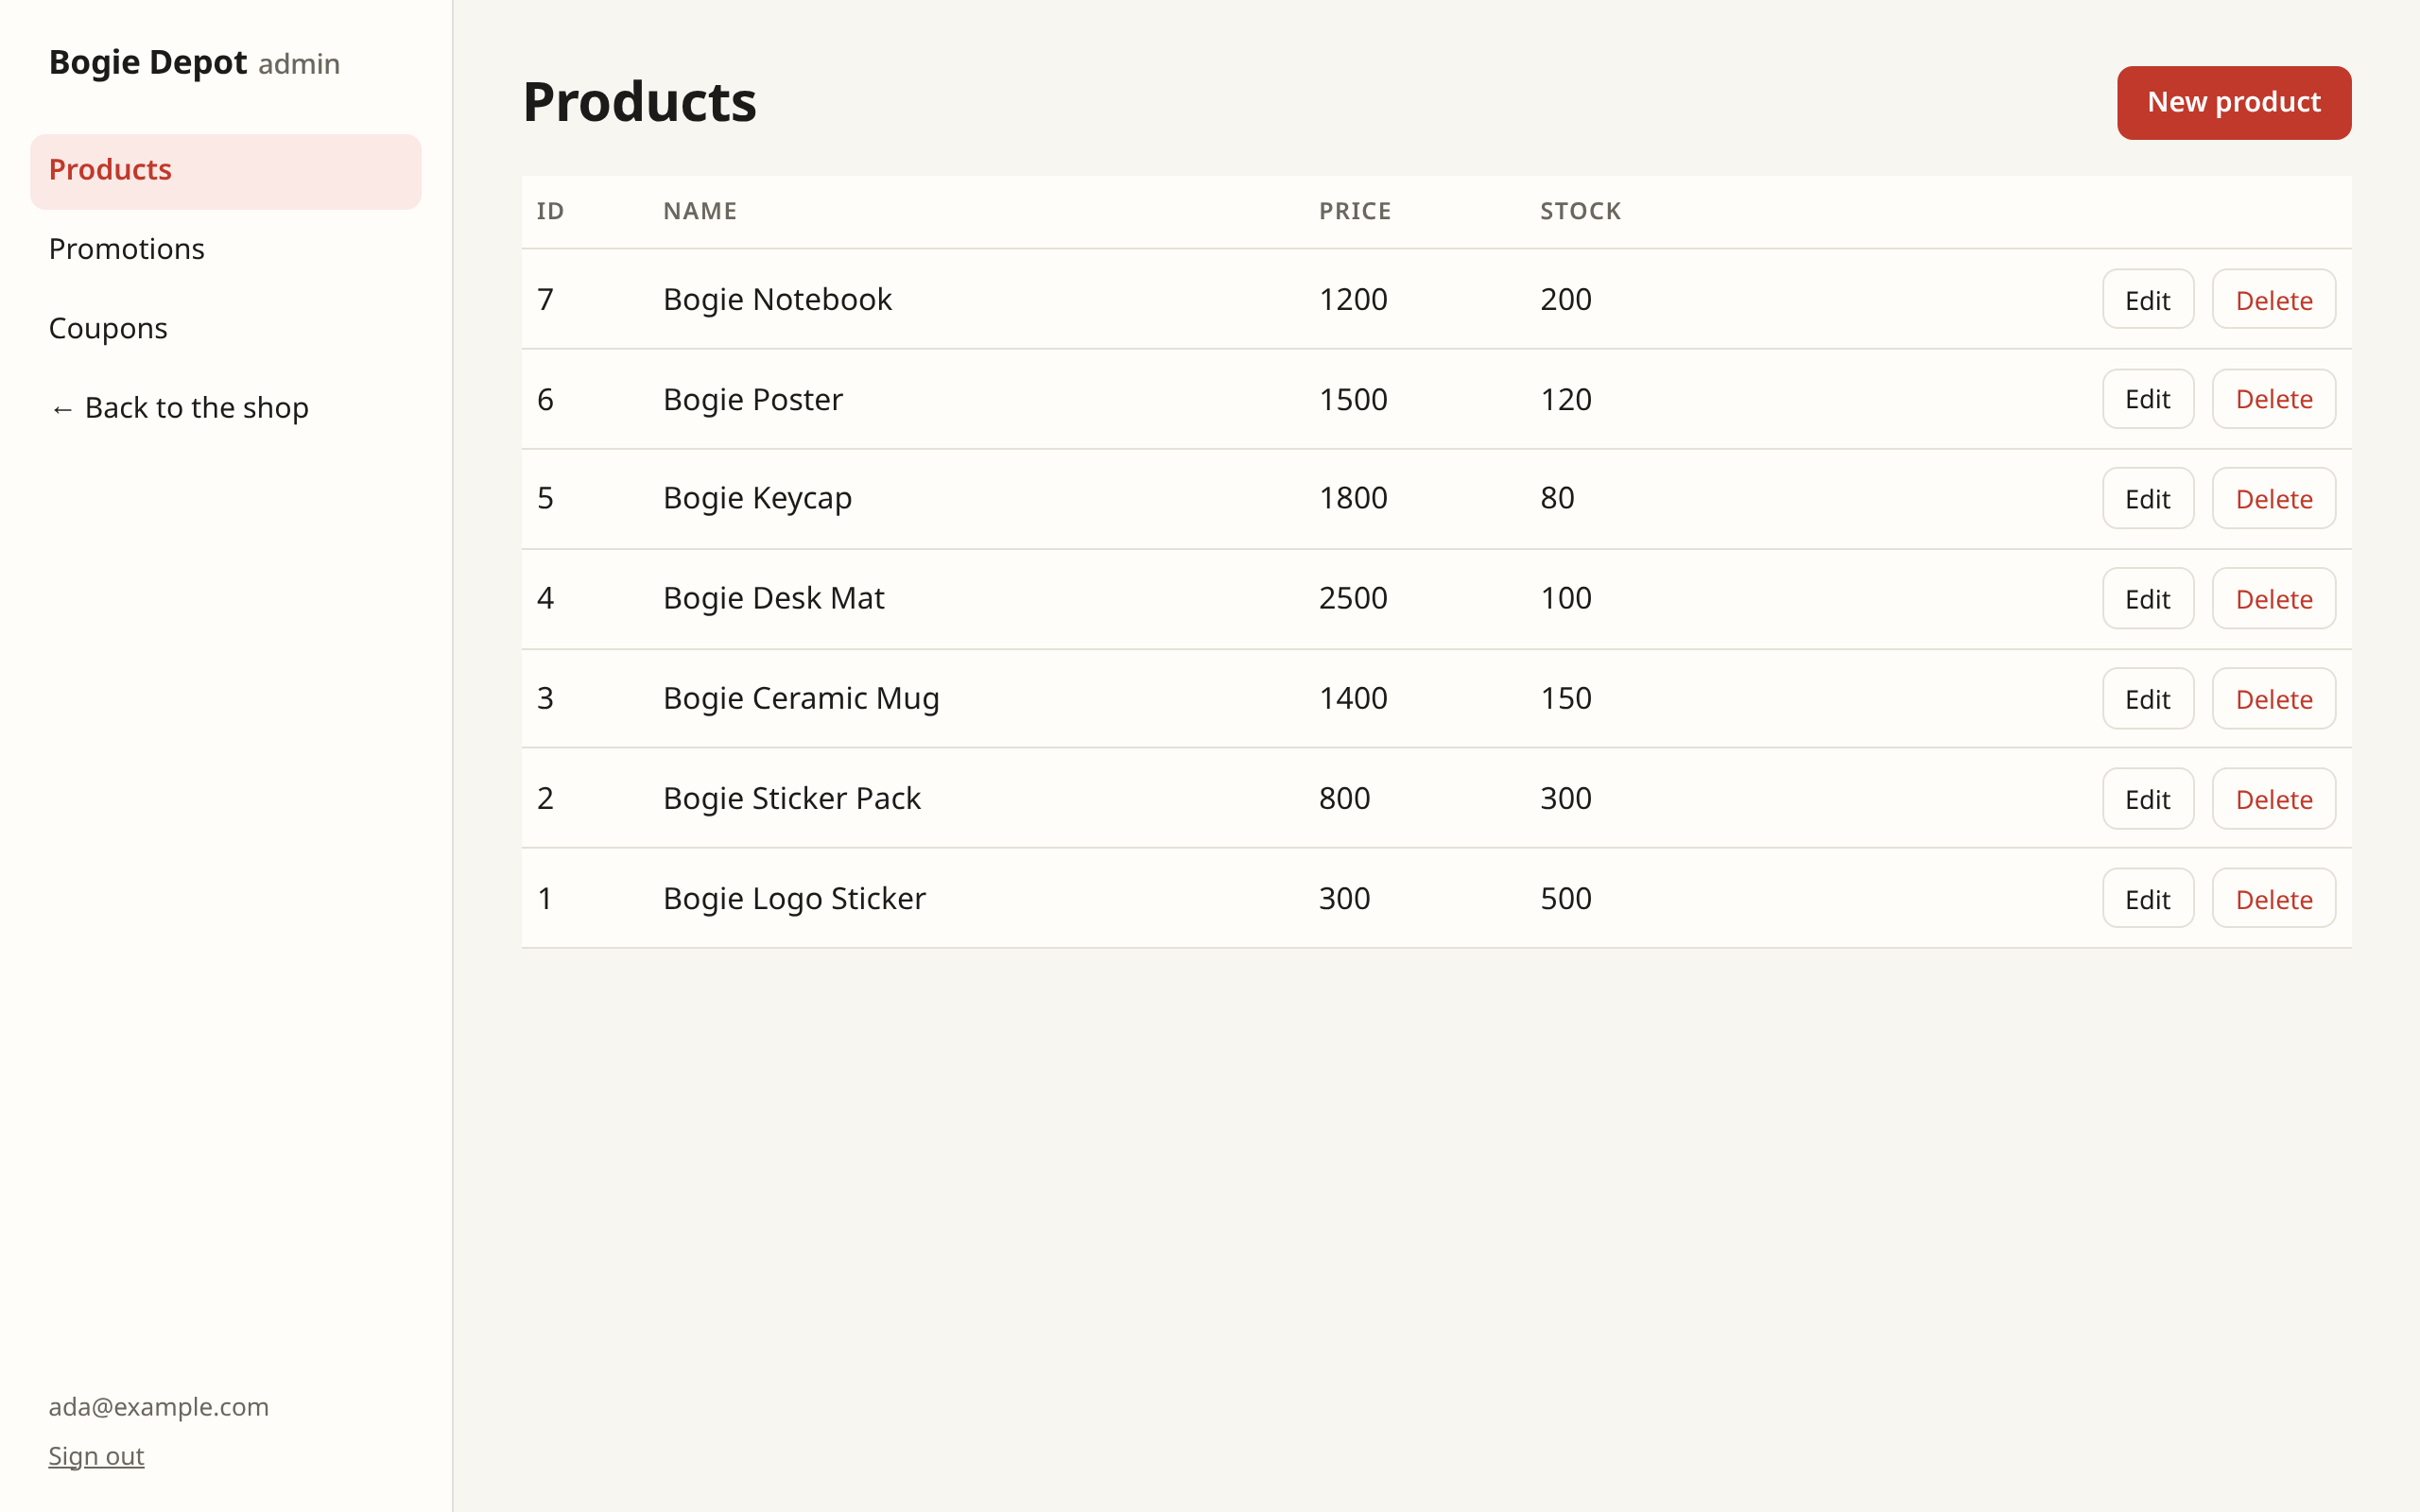 Bogie Depot admin
Products
Promotions
Coupons
← Back to the shop
ada@example.com
Sign out
Products
New product
ID NAME PRICE STOCK
7 Bogie Notebook 1200 200 Edit Delete
6 Bogie Poster 1500 120 Edit Delete
5 Bogie Keycap 1800 80 Edit Delete
4 Bogie Desk Mat 2500 100 Edit Delete
3 Bogie Ceramic Mug 1400 150 Edit Delete
2 Bogie Sticker Pack 800 300 Edit Delete
1 Bogie Logo Sticker 300 500 Edit Delete